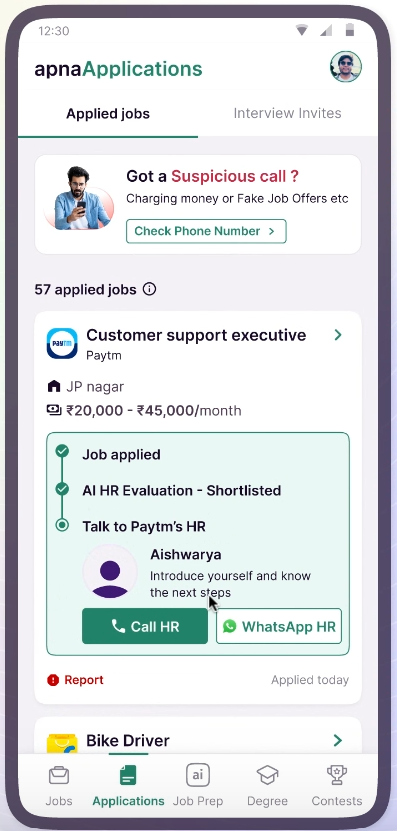 12:30
apnaApplications
Applied jobs
Interview Invites
Got a Suspicious call ?
Charging money or Fake Job Offers etc
Check Phone Number >
57 applied jobs
Customer support executive
paytm
Paytm
JP nagar
₹20,000 - ₹45,000/month
Job applied
AI HR Evaluation - Shortlisted
Talk to Paytm's HR
Aishwarya
Introduce yourself and know
the next steps
Call HR
WhatsApp HR
Report
Applied today
Bike Driver
ai
Jobs
Applications
Job Prep
Degree
Contests